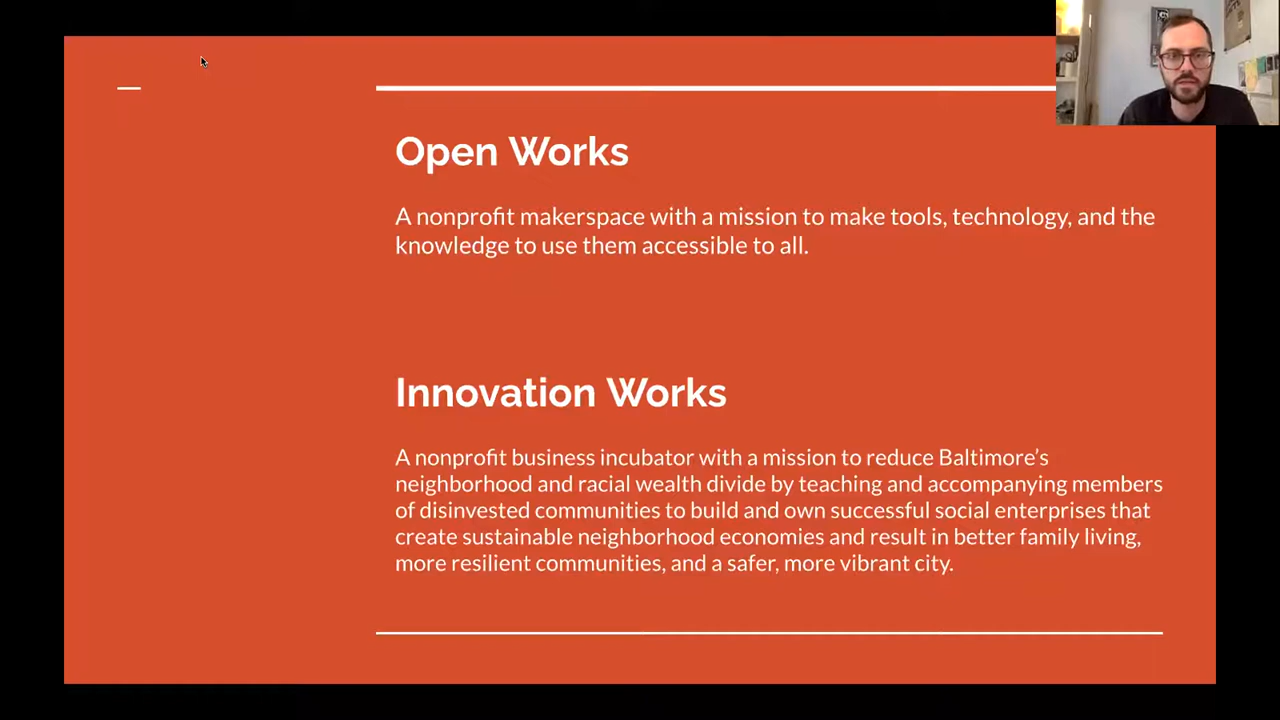 Open Works
A nonprofit makerspace with a mission to make tools, technology, and the
knowledge to use them accessible to all.
Innovation Works
A nonprofit business incubator with a mission to reduce Baltimore’s
neighborhood and racial wealth divide by teaching and accompanying members
of disinvested communities to build and own successful social enterprises that
create sustainable neighborhood economies and result in better family living,
more resilient communities, and a safer, more vibrant city.